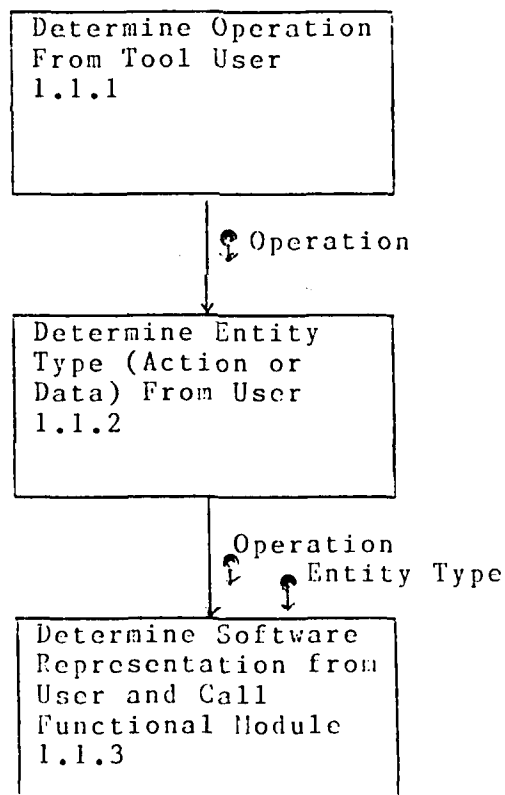 Determine Operation
From Tool User
1.1.1
Operation
Determine Entity
Type (Action or
Data) From User
1.1.2
Operation
Entity Type
Determine Software
Representation from
User and Call
Functional Module
1.1.3